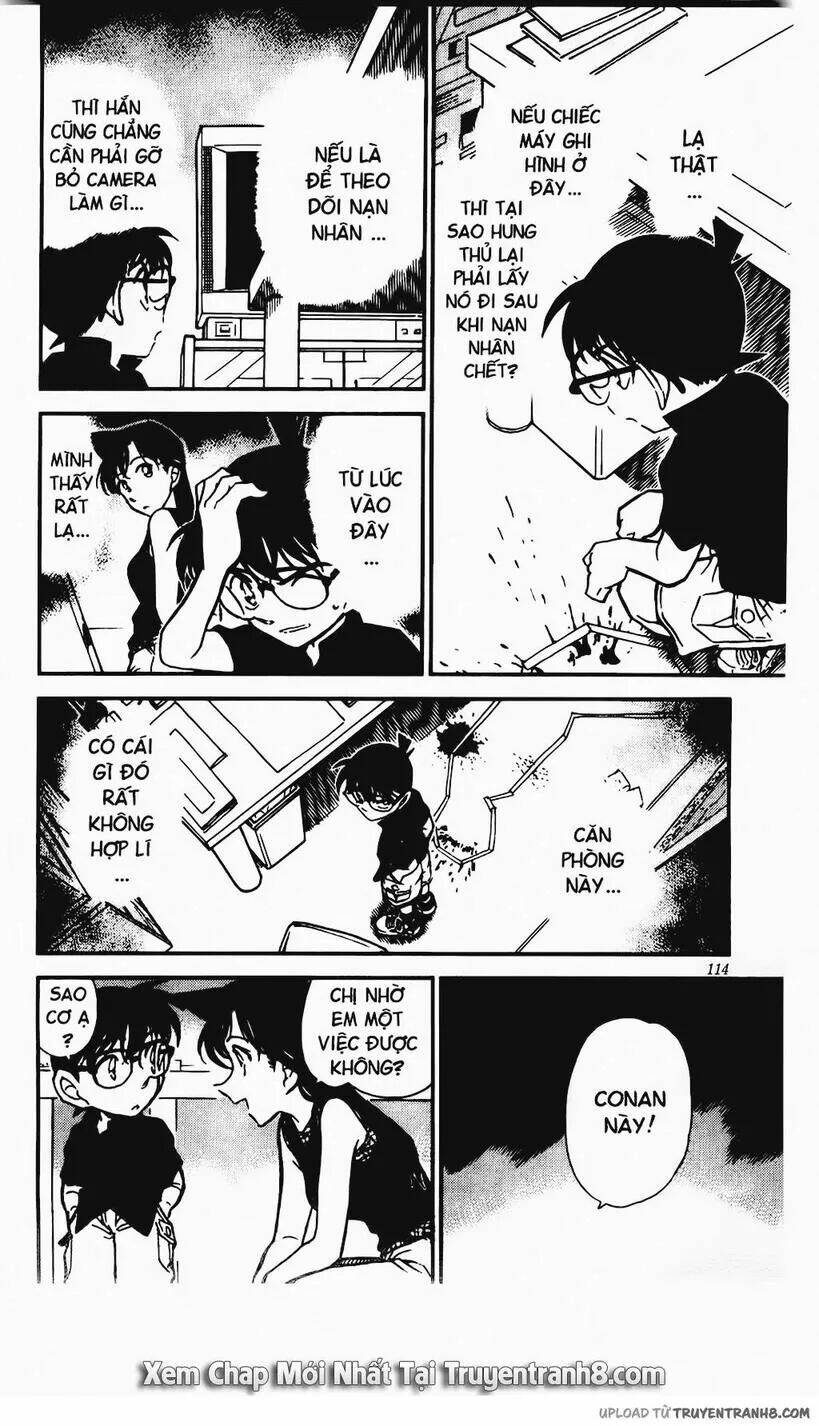 LẠ
THẬT
...
NẾU CHIẾC
MÁY GHI
HÌNH Ở
ĐÂY...
THÌ TẠI
SAO HUNG
THỦ LẠI
PHẢI LẤY
NÓ ĐI SAU
KHI NẠN
NHÂN
CHẾT?
NẾU LÀ
ĐỂ THEO
DÕI NẠN
NHÂN ...
THÌ HẮN
CŨNG CHẲNG
CẦN PHẢI GỠ
BỎ CAMERA
LÀM GÌ...
TỪ LÚC
VÀO
ĐÂY
...
MÌNH
THẤY
RẤT
LẠ...
CĂN
PHÒNG
NÀY...
CÓ CÁI
GÌ ĐÓ
RẤT
KHÔNG
HỢP LÍ
...
114
CONAN
NÀY!
CHỊ NHỜ
EM MỘT
VIỆC ĐƯỢC
KHÔNG?
SAO
CƠ Ạ
?
Xem Chap Mới Nhất Tại Truyentranh8.com
UPLOAD TỪ TRUYENTRANH8.COM